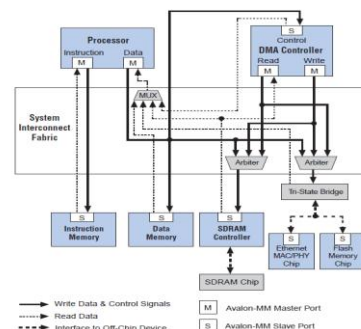 S
Control
DMA Controller
Read Write
M M
Processor
Instruction Data
M M
MUX
System
Interconnect
Fabric
Arbiter
Arbiter
Tri-State Bridge
S
Instruction
Memory
S
Data
Memory
S
SDRAM
Controller
S
Ethernet
MAC/PHY
Chip
S
Flash
Memory
Chip
SDRAM Chip
Write Data & Control Signals
Read Data
Interface to Off-Chip Device
M Avalon-MM Master Port
S Avalon-MM Slave Port